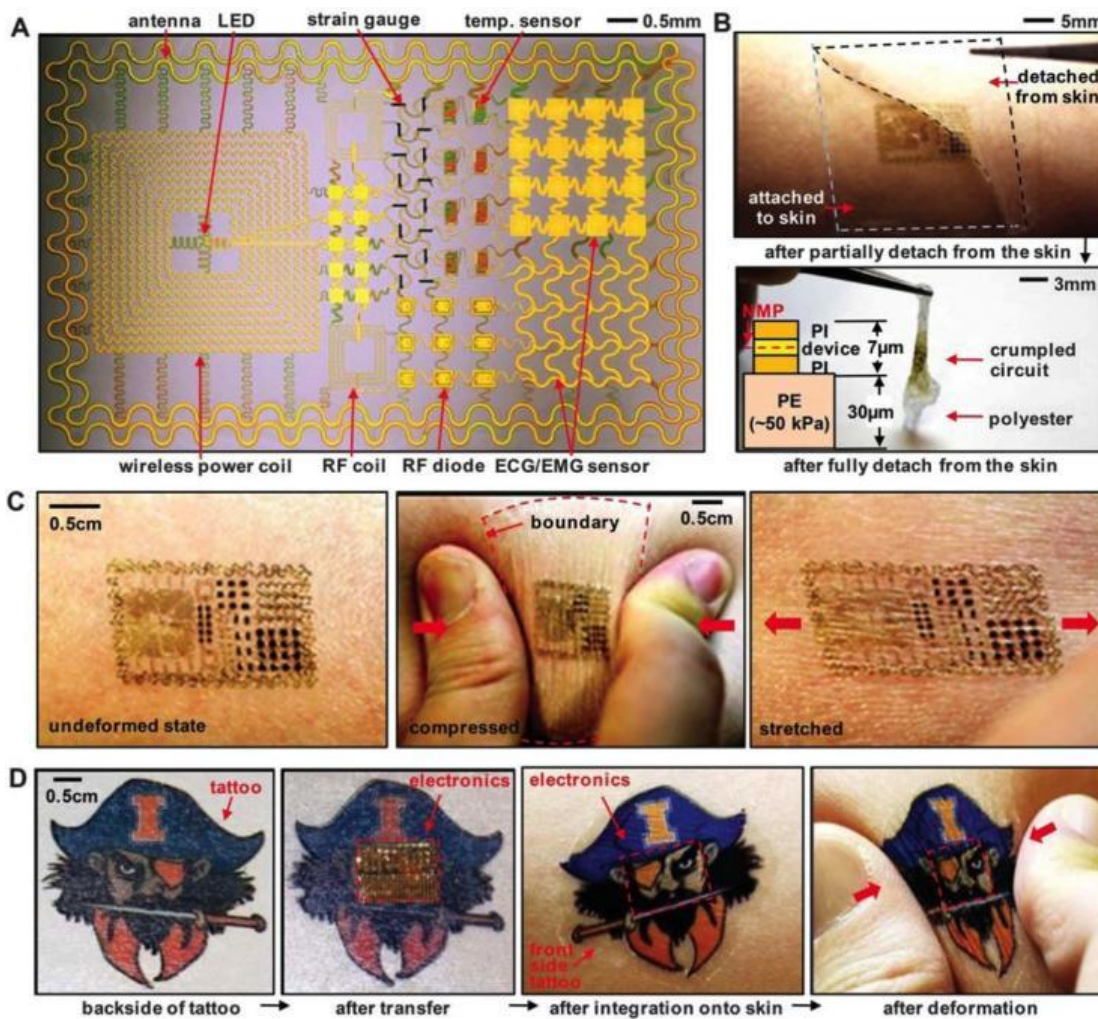 A
antenna
LED
strain gauge
temp. sensor
0.5mm
wireless power coil
RF coil
RF diode
ECG/EMG sensor
B
5mm
detached
from skin
attached
to skin
after partially detach from the skin
3mm
NMP
PI
device
PI
7µm
PE
(~50 kPa)
30µm
crumpled
circuit
polyester
after fully detach from the skin
C
0.5cm
undeformed state
boundary
0.5cm
compressed
stretched
D
0.5cm
tattoo
backside of tattoo
electronics
after transfer
electronics
front
side
tattoo
after integration onto skin
after deformation